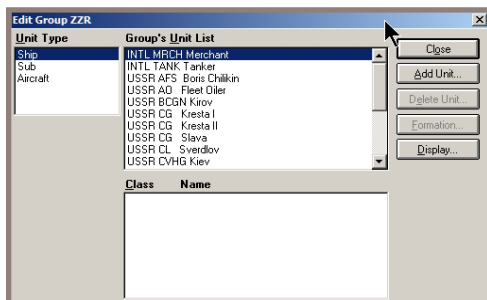 Edit Group ZZR
Unit Type
Ship
Sub
Aircraft
Group's Unit List
INTL MRCH Merchant
INTL TANK Tanker
USSR AFS Boris Chilikin
USSR AO Fleet Oiler
USSR BCGN Kirov
USSR CG Kresta I
USSR CG Kresta II
USSR CG Slava
USSR CL Sverdlov
USSR CVHG Kiev
Close
Add Unit...
Delete Unit...
Formation...
Display...
Class Name